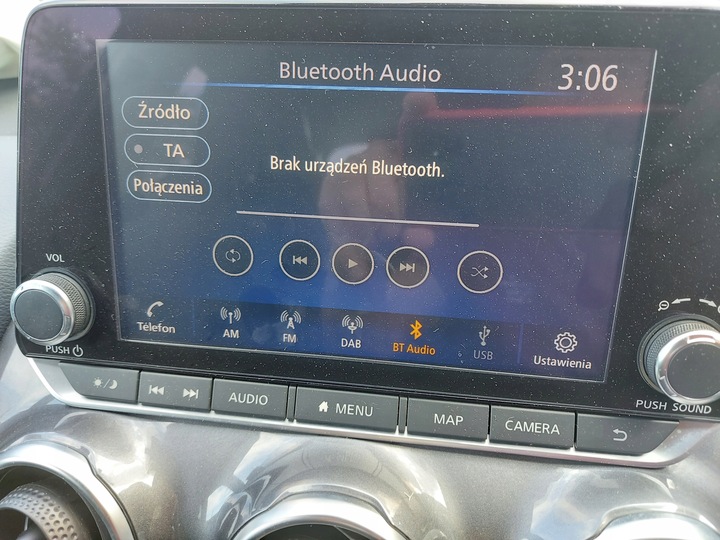 Bluetooth Audio
3:06
Źródło
TA
Brak urządzeń Bluetooth.
Połączenia
VOL
PUSH
Telefon
AM
FM
DAB
BT Audio
USB
Ustawienia
PUSH SOUND
AUDIO
MENU
MAP
CAMERA